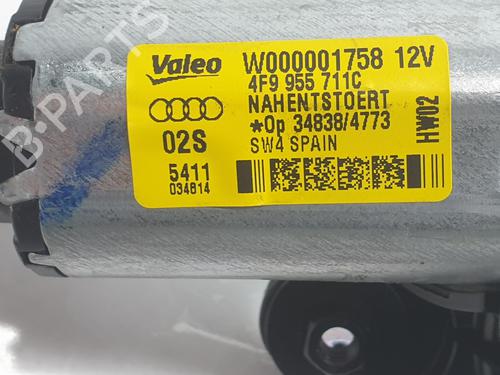 Valeo W000001758 12V
4F9 955 711C
NAHENTSTOERT
02S *Op 34838/4773
SW4 SPAIN
5411
034814
HW02
B-PARTS